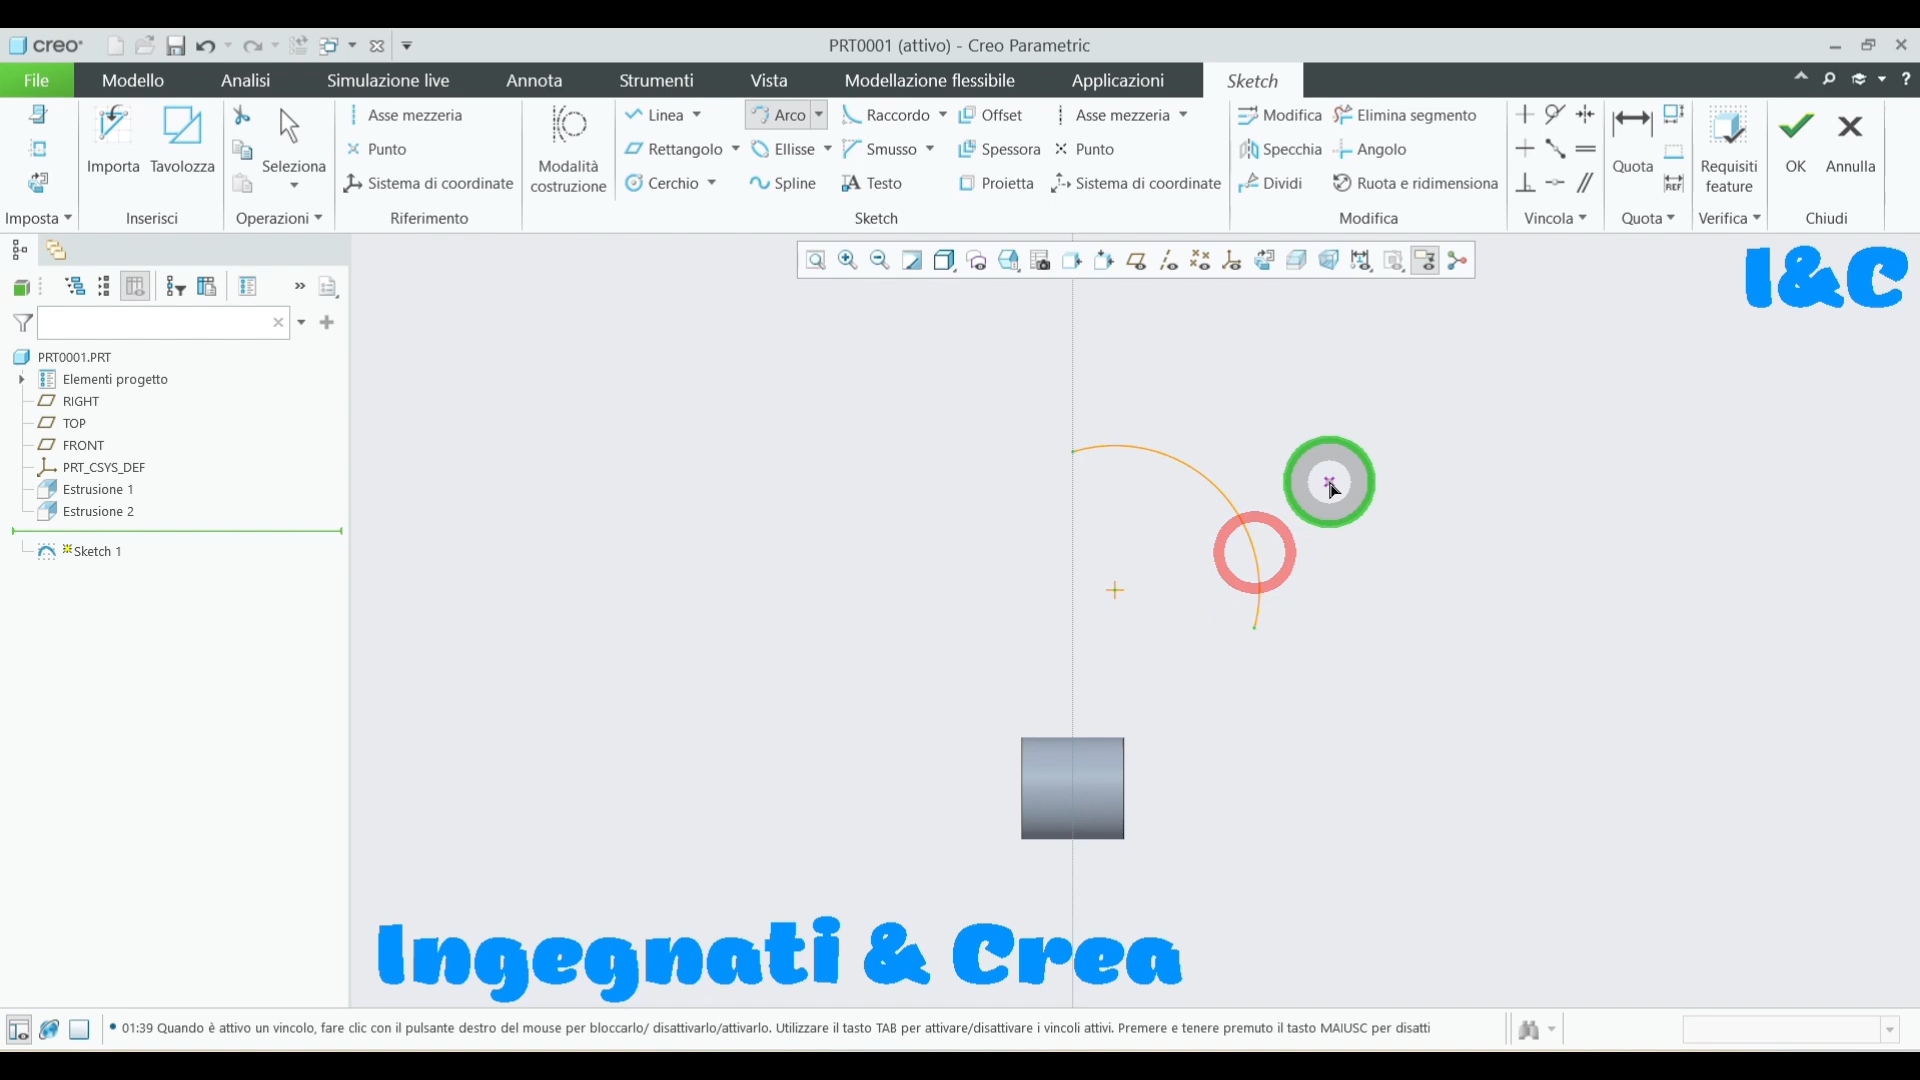 creo®
PRT0001 (attivo) - Creo Parametric
File Modello Analisi Simulazione live Annota Strumenti Vista Modellazione flessibile Applicazioni Sketch
Asse mezzeria Linea Arco Raccordo Offset Asse mezzeria Modifica Elimina segmento
Punto Rettangolo Ellisse Smusso Spessora Punto Specchia Angolo
Importa Tavolozza Seleziona Modalità costruzione Quota Requisiti feature OK Annulla
Sistema di coordinate Cerchio Spline Testo Proietta Sistema di coordinate Dividi Ruota e ridimensiona
REF
Imposta Inserisci Operazioni Riferimento Sketch Modifica Vincola Quota Verifica Chiudi
I&C
PRT0001.PRT
Elementi progetto
RIGHT
TOP
FRONT
PRT_CSYS_DEF
Estrusione 1
Estrusione 2
Sketch 1
Ingegnati & Crea
• 01:39 Quando è attivo un vincolo, fare clic con il pulsante destro del mouse per bloccarlo/ disattivarlo/attivarlo. Utilizzare il tasto TAB per attivare/disattivare i vincoli attivi. Premere e tenere premuto il tasto MAIUSC per disatti